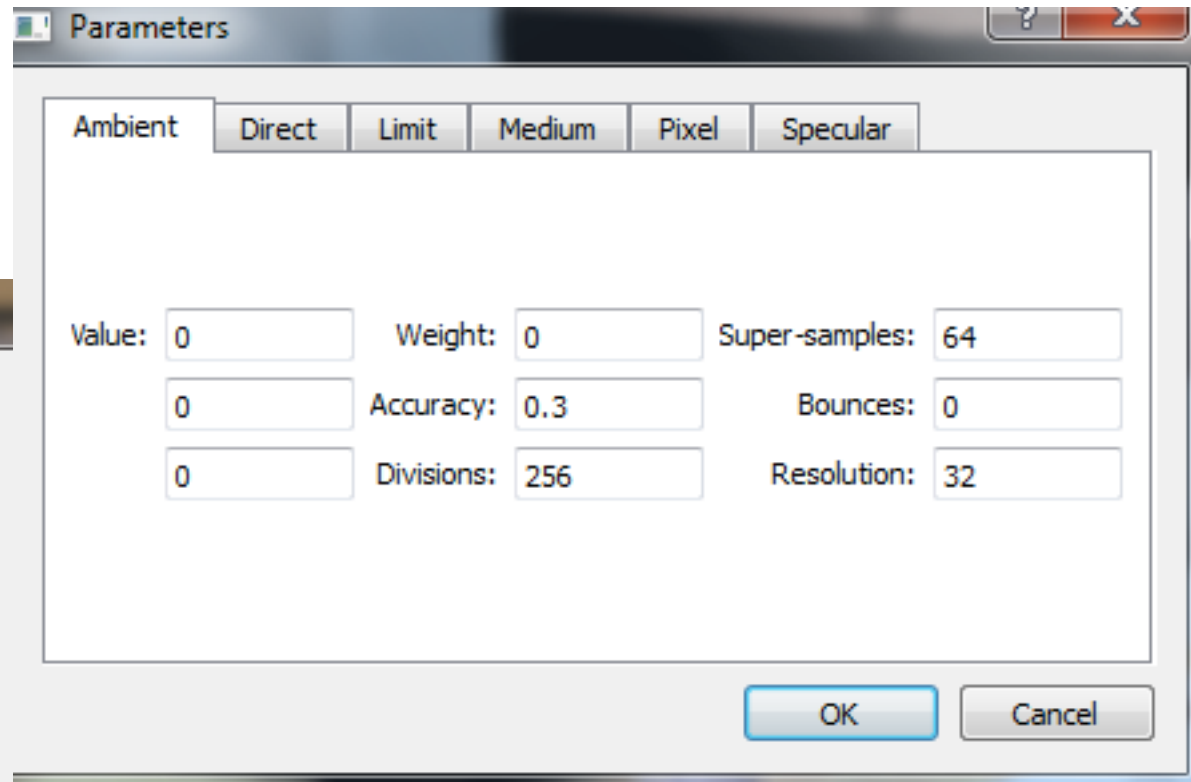 Parameters
Ambient Direct Limit Medium Pixel Specular
Value: 0 Weight: 0 Super-samples: 64
0 Accuracy: 0.3 Bounces: 0
0 Divisions: 256 Resolution: 32
OK Cancel